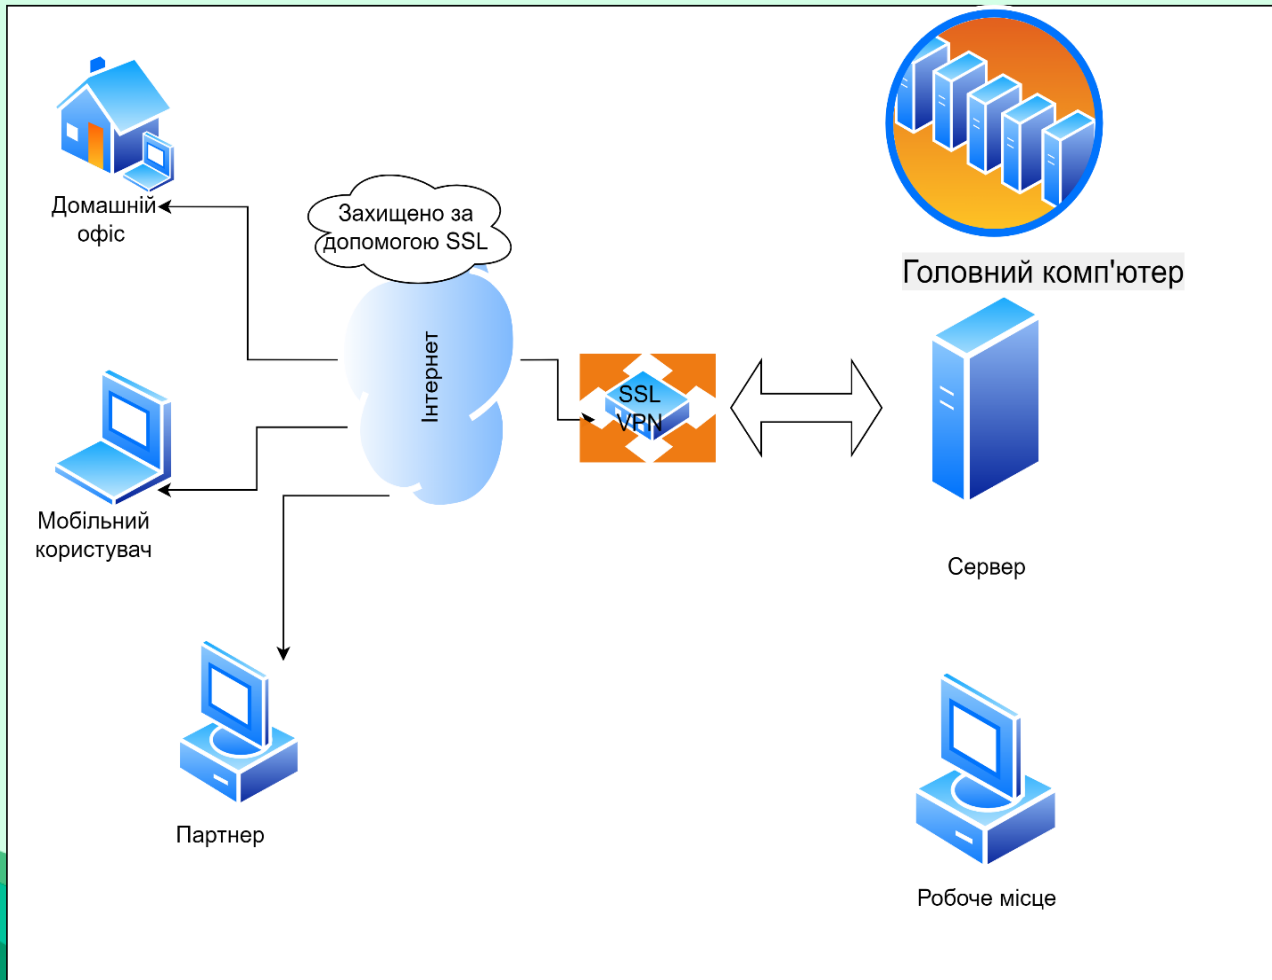 Домашній
офіс
Захищено за
допомогою SSL
Головний комп'ютер
Інтернет
SSL
VPN
Мобільний
користувач
Сервер
Партнер
Робоче місце